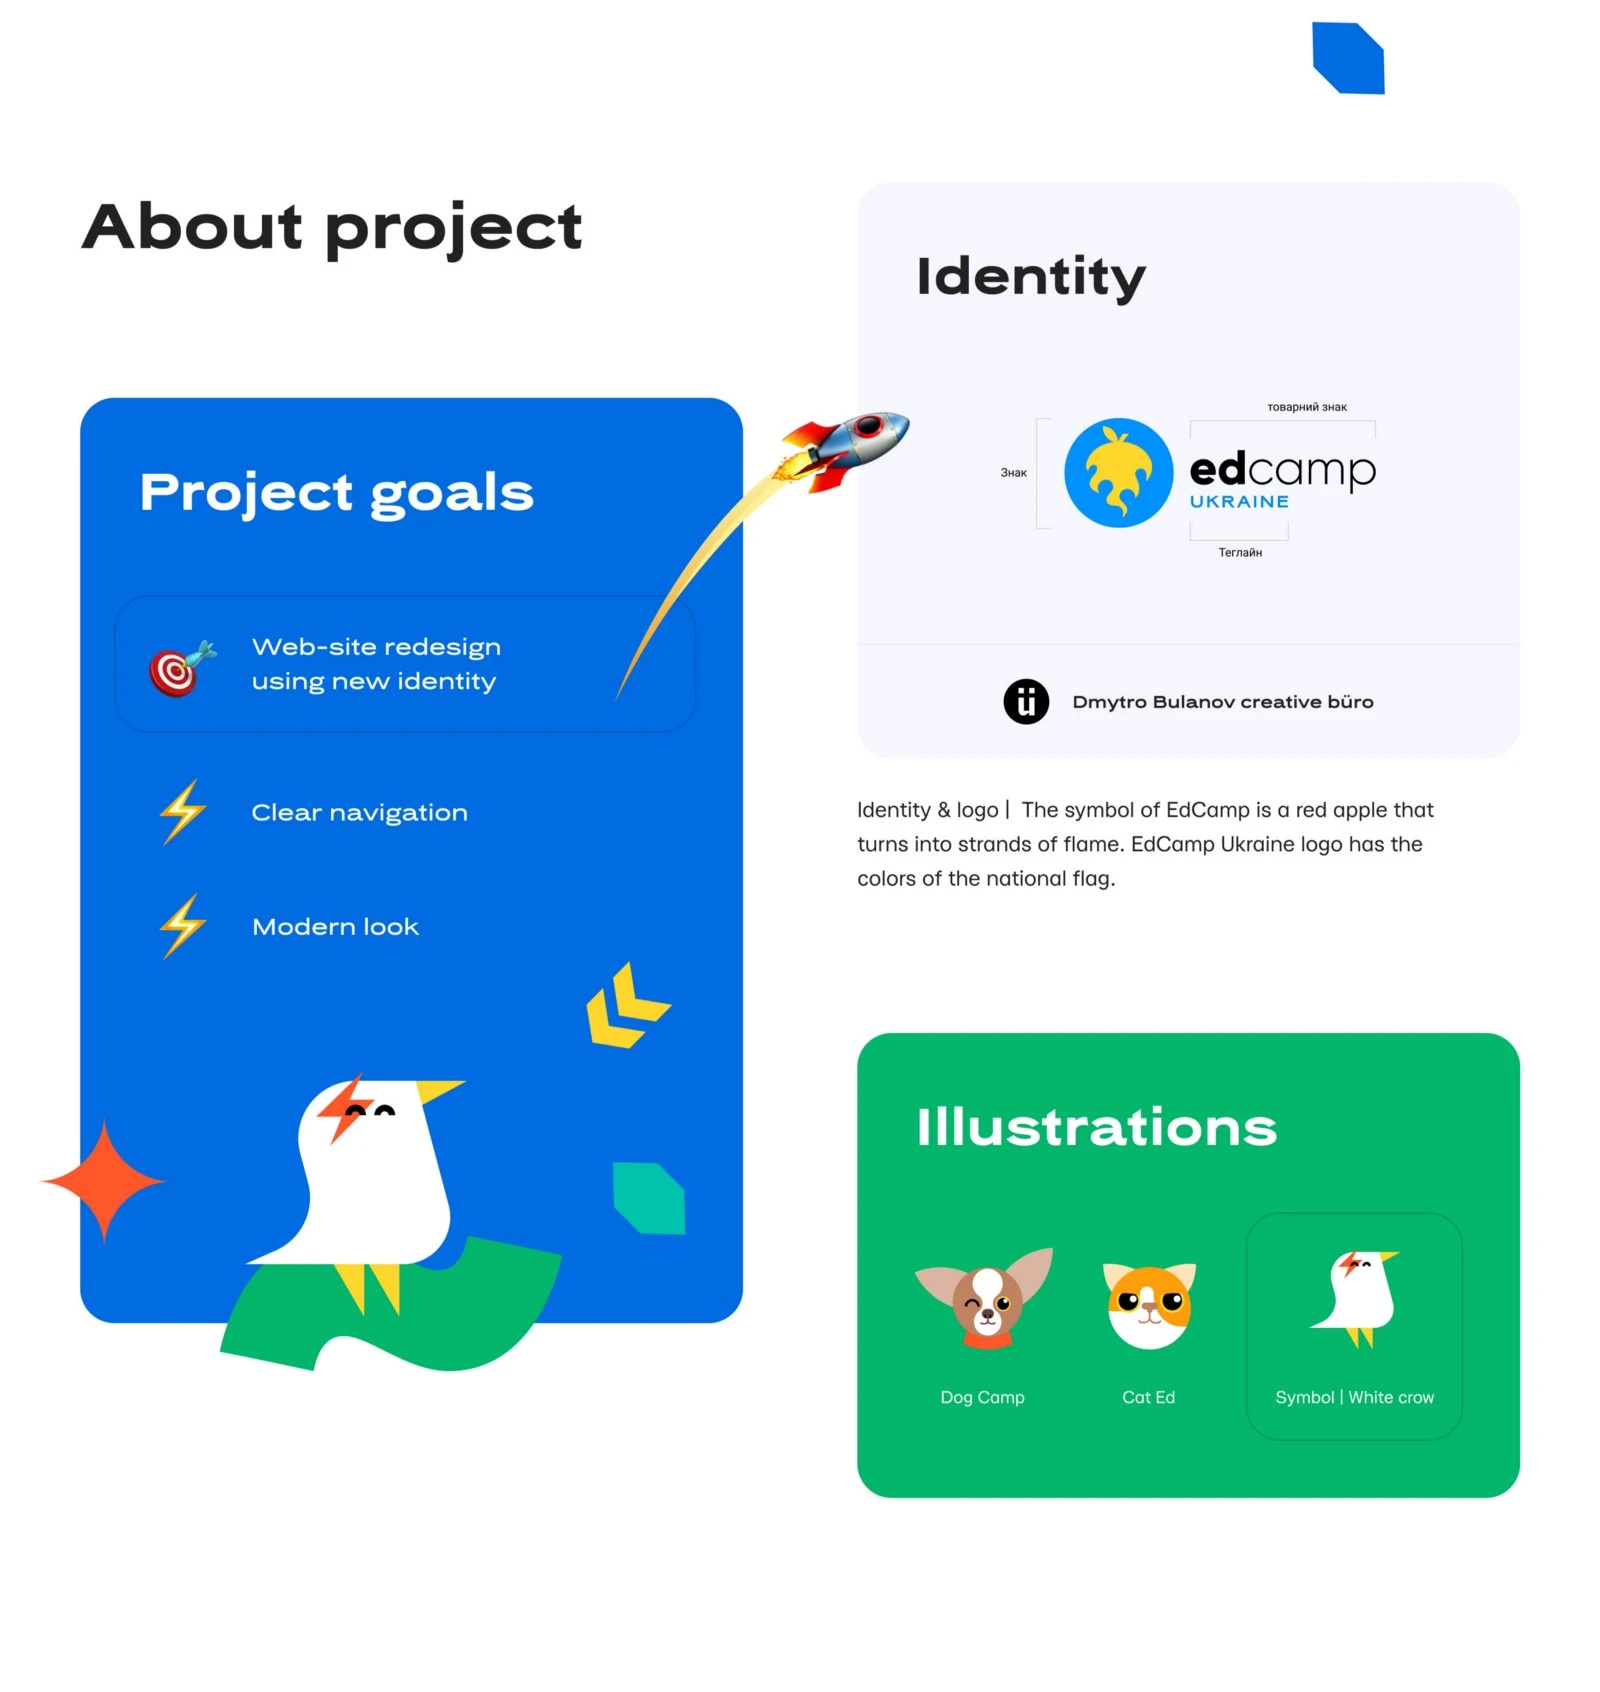 About project
Project goals
Web-site redesign
using new identity
Clear navigation
Modern look
Identity
товарний знак
Знак
edcamp
UKRAINE
Теглайн
ü
Dmytro Bulanov creative büro
Identity & logo | The symbol of EdCamp is a red apple that
turns into strands of flame. EdCamp Ukraine logo has the
colors of the national flag.
Illustrations
Dog Camp
Cat Ed
Symbol | White crow